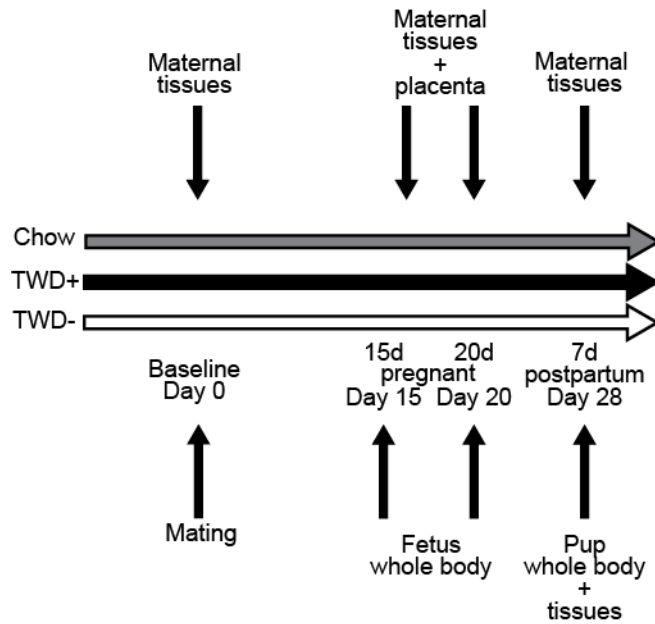 Maternal
tissues
Maternal
tissues
+
placenta
Maternal
tissues
Chow
TWD+
TWD-
Baseline
Day 0
15d 20d
pregnant
Day 15 Day 20
7d
postpartum
Day 28
Mating
Fetus
whole body
Pup
whole body
+
tissues